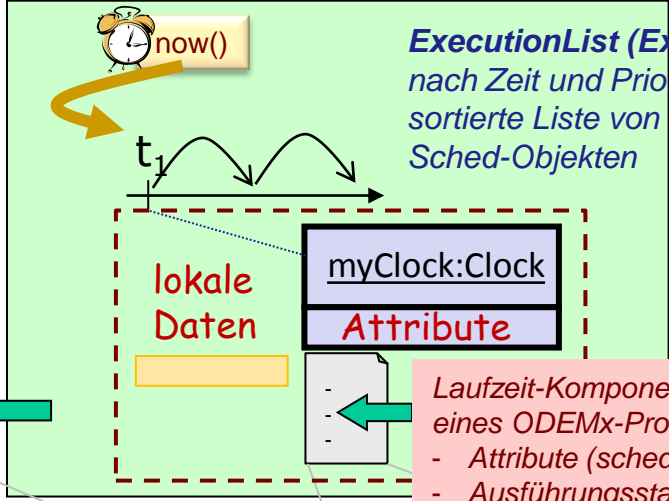 now()
ExecutionList (Ex
nach Zeit und Prio
sortierte Liste von
Sched-Objekten
t1
myClock:Clock
lokale
Daten
Attribute
-
-
-
Laufzeit-Kompone
eines ODEMx-Pro
- Attribute (sched
- Ausführungssta